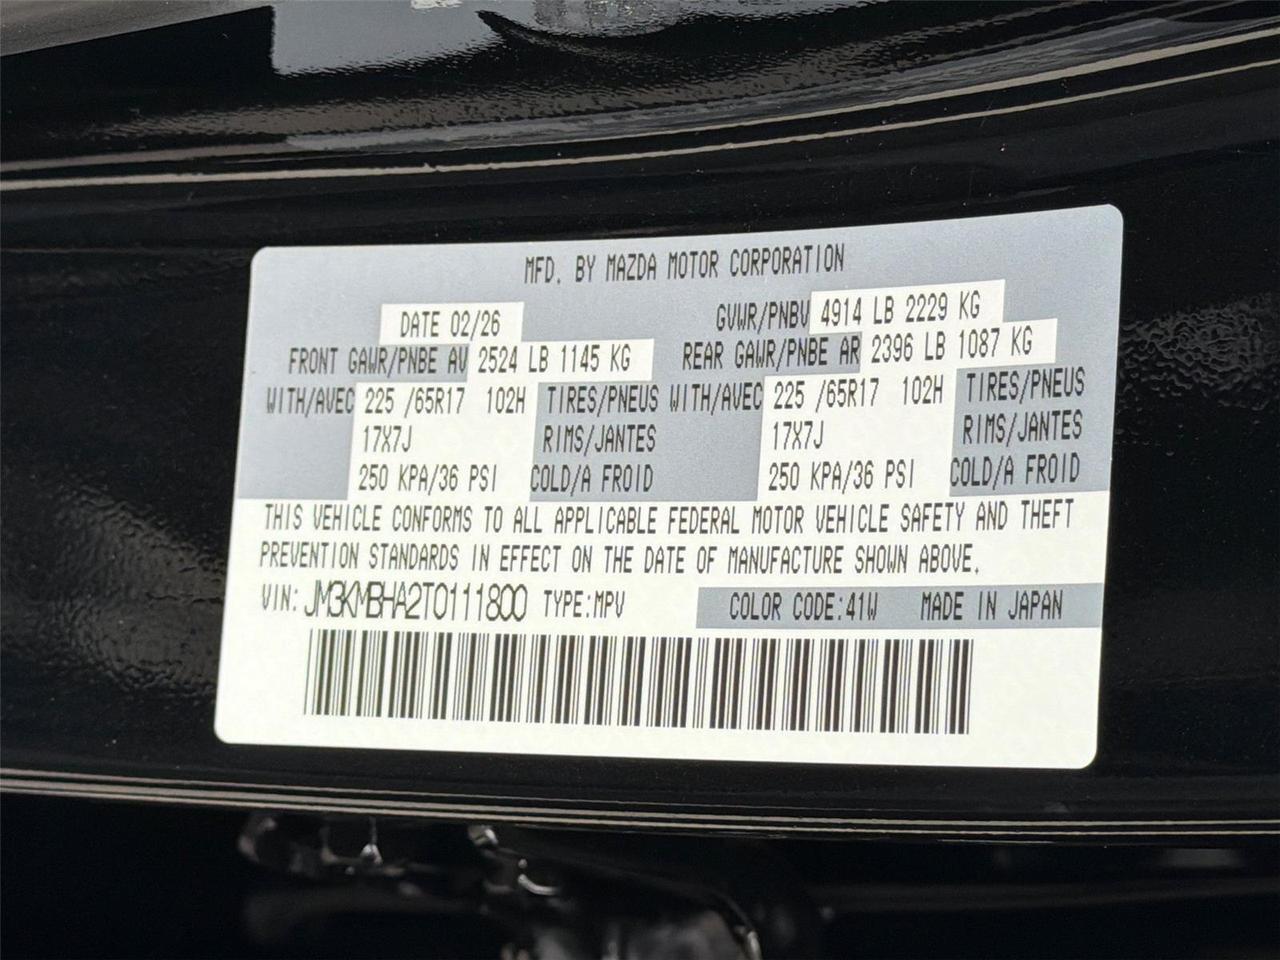 MFD. BY MAZDA MOTOR CORPORATION
DATE 02/26 GVWR/PNBV 4914 LB 2229 KG
FRONT GAWR/PNBE AV 2524 LB 1145 KG REAR GAWR/PNBE AR 2396 LB 1087 KG
WITH/AVEC 225 /65R17 102H TIRES/PNEUS WITH/AVEC 225 /65R17 102H TIRES/PNEUS
17X7J RIMS/JANTES 17X7J RIMS/JANTES
250 KPA/36 PSI COLD/A FROID 250 KPA/36 PSI COLD/A FROID
THIS VEHICLE CONFORMS TO ALL APPLICABLE FEDERAL MOTOR VEHICLE SAFETY AND THEFT
PREVENTION STANDARDS IN EFFECT ON THE DATE OF MANUFACTURE SHOWN ABOVE.
VIN: JM3KMBHA2T0111800 TYPE:MPV COLOR CODE:41W MADE IN JAPAN